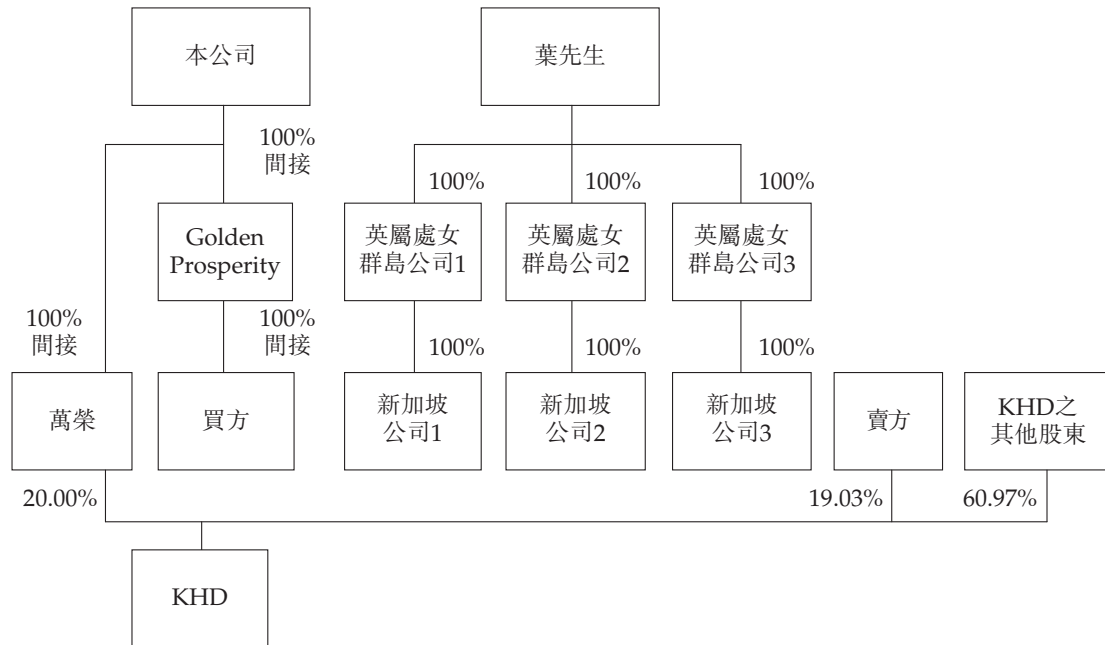 本公司
葉先生
100%
間接
100%
100%
100%
Golden
Prosperity
英屬處女
群島公司1
英屬處女
群島公司2
英屬處女
群島公司3
100%
間接
100%
間接
100%
100%
100%
萬榮
買方
新加坡
公司1
新加坡
公司2
新加坡
公司3
賣方
KHD之
其他股東
20.00%
19.03%
60.97%
KHD